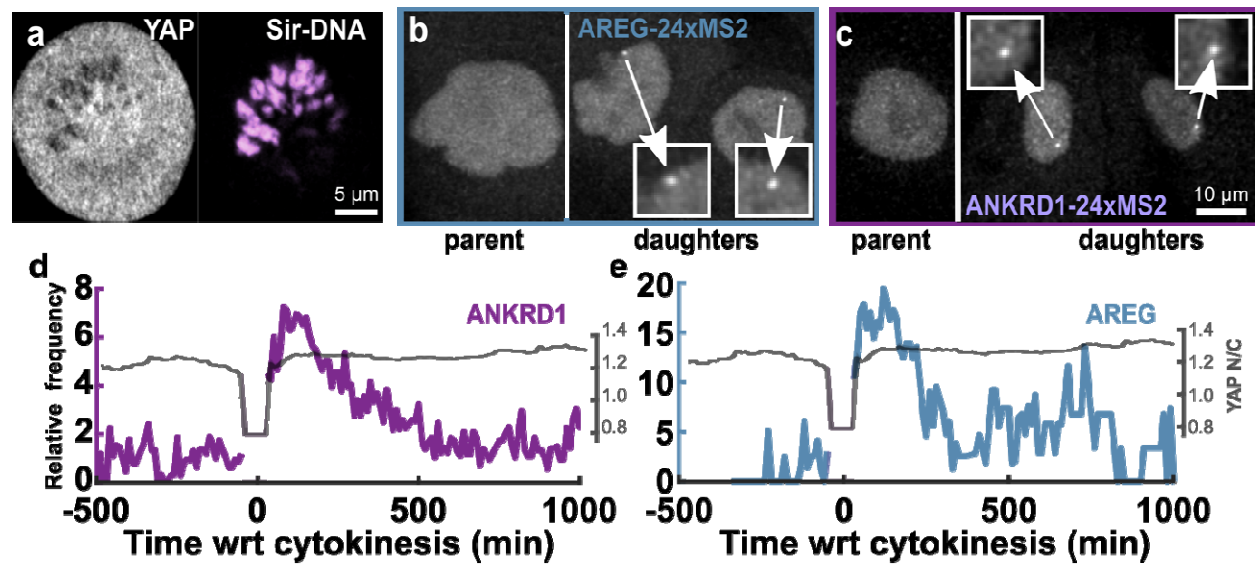 a
YAP
Sir-DNA
5 µm
b
AREG-24xMS2
parent
daughters
c
ANKRD1-24xMS2
10 µm
parent
daughters
d
8
6
4
2
0
Relative frequency
ANKRD1
1.4
1.2
1.0
0.8
-500
0
500
1000
Time wrt cytokinesis (min)
e
20
15
10
5
0
AREG
1.4
1.2
1.0
0.8
YAP N/C
-500
0
500
1000
Time wrt cytokinesis (min)